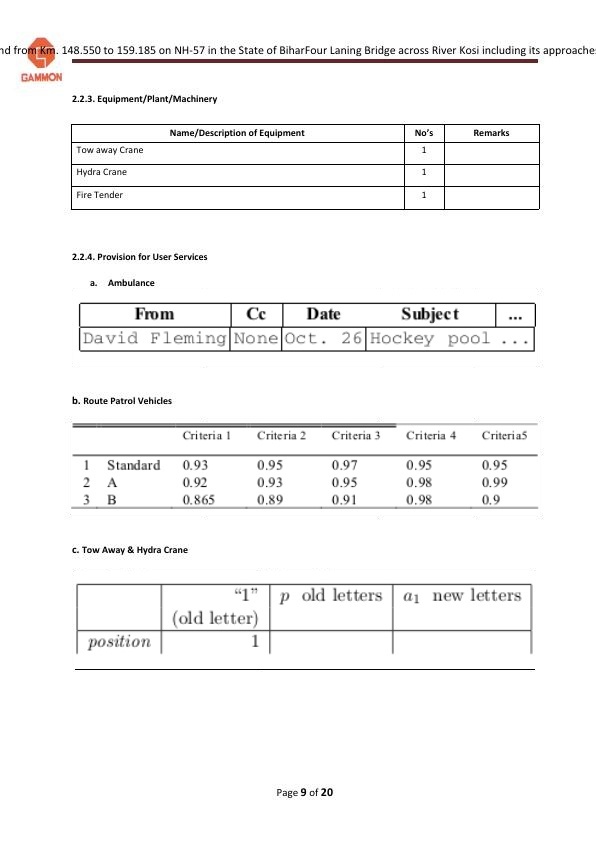 nd from Km. 148.550 to 159.185 on NH-57 in the State of BiharFour Laning Bridge across River Kosi including its approache
GAMMON
2.2.3. Equipment/Plant/Machinery
Name/Description of Equipment No's Remarks
Tow away Crane 1
Hydra Crane 1
Fire Tender 1
2.2.4. Provision for User Services
a. Ambulance
From Cc Date Subject ...
David Fleming None Oct. 26 Hockey pool ...
b. Route Patrol Vehicles
Criteria 1 Criteria 2 Criteria 3 Criteria 4 Criteria5
1 Standard 0.93 0.95 0.97 0.95 0.95
2 A 0.92 0.93 0.95 0.98 0.99
3 B 0.865 0.89 0.91 0.98 0.9
c. Tow Away & Hydra Crane
“1” p old letters a₁ new letters
(old letter)
position 1
Page 9 of 20